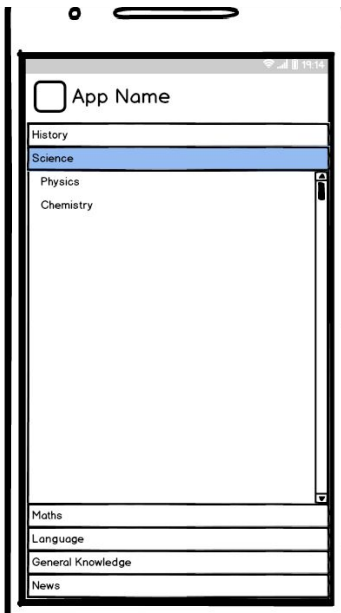 19:14
App Name
History
Science
Physics
Chemistry
Maths
Language
General Knowledge
News